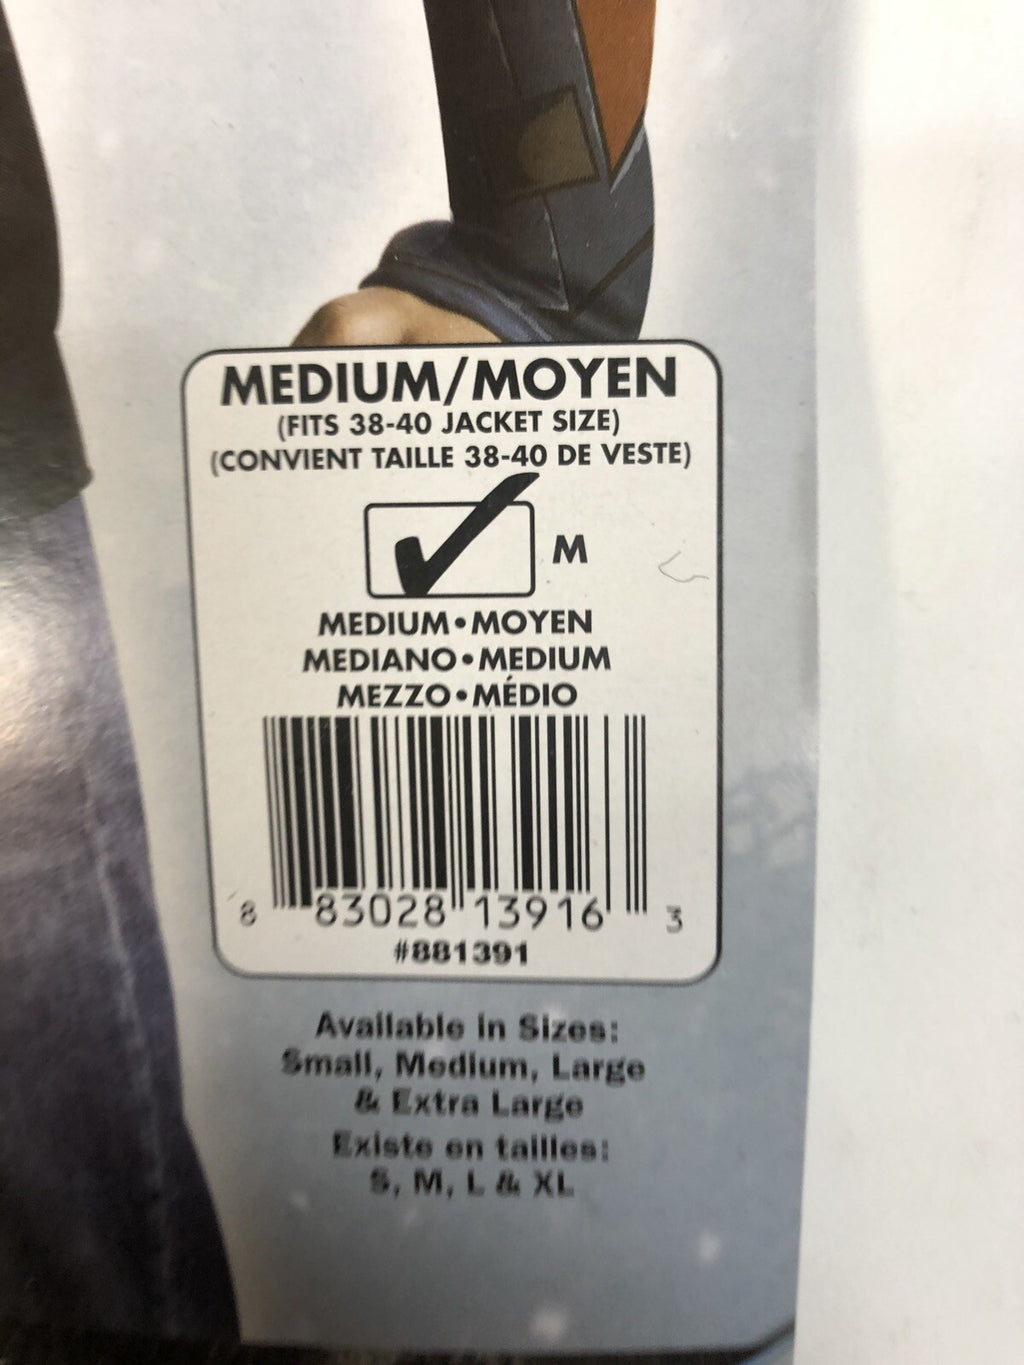 MEDIUM/MOYEN
(FITS 38-40 JACKET SIZE)
(CONVIENT TAILLE 38-40 DE VESTE)
M
MEDIUM•MOYEN
MEDIANO•MEDIUM
MEZZO•MÉDIO
8 83028 13916 3
#881391
Available in Sizes:
Small, Medium, Large
& Extra Large
Existe en tailles:
S, M, L & XL